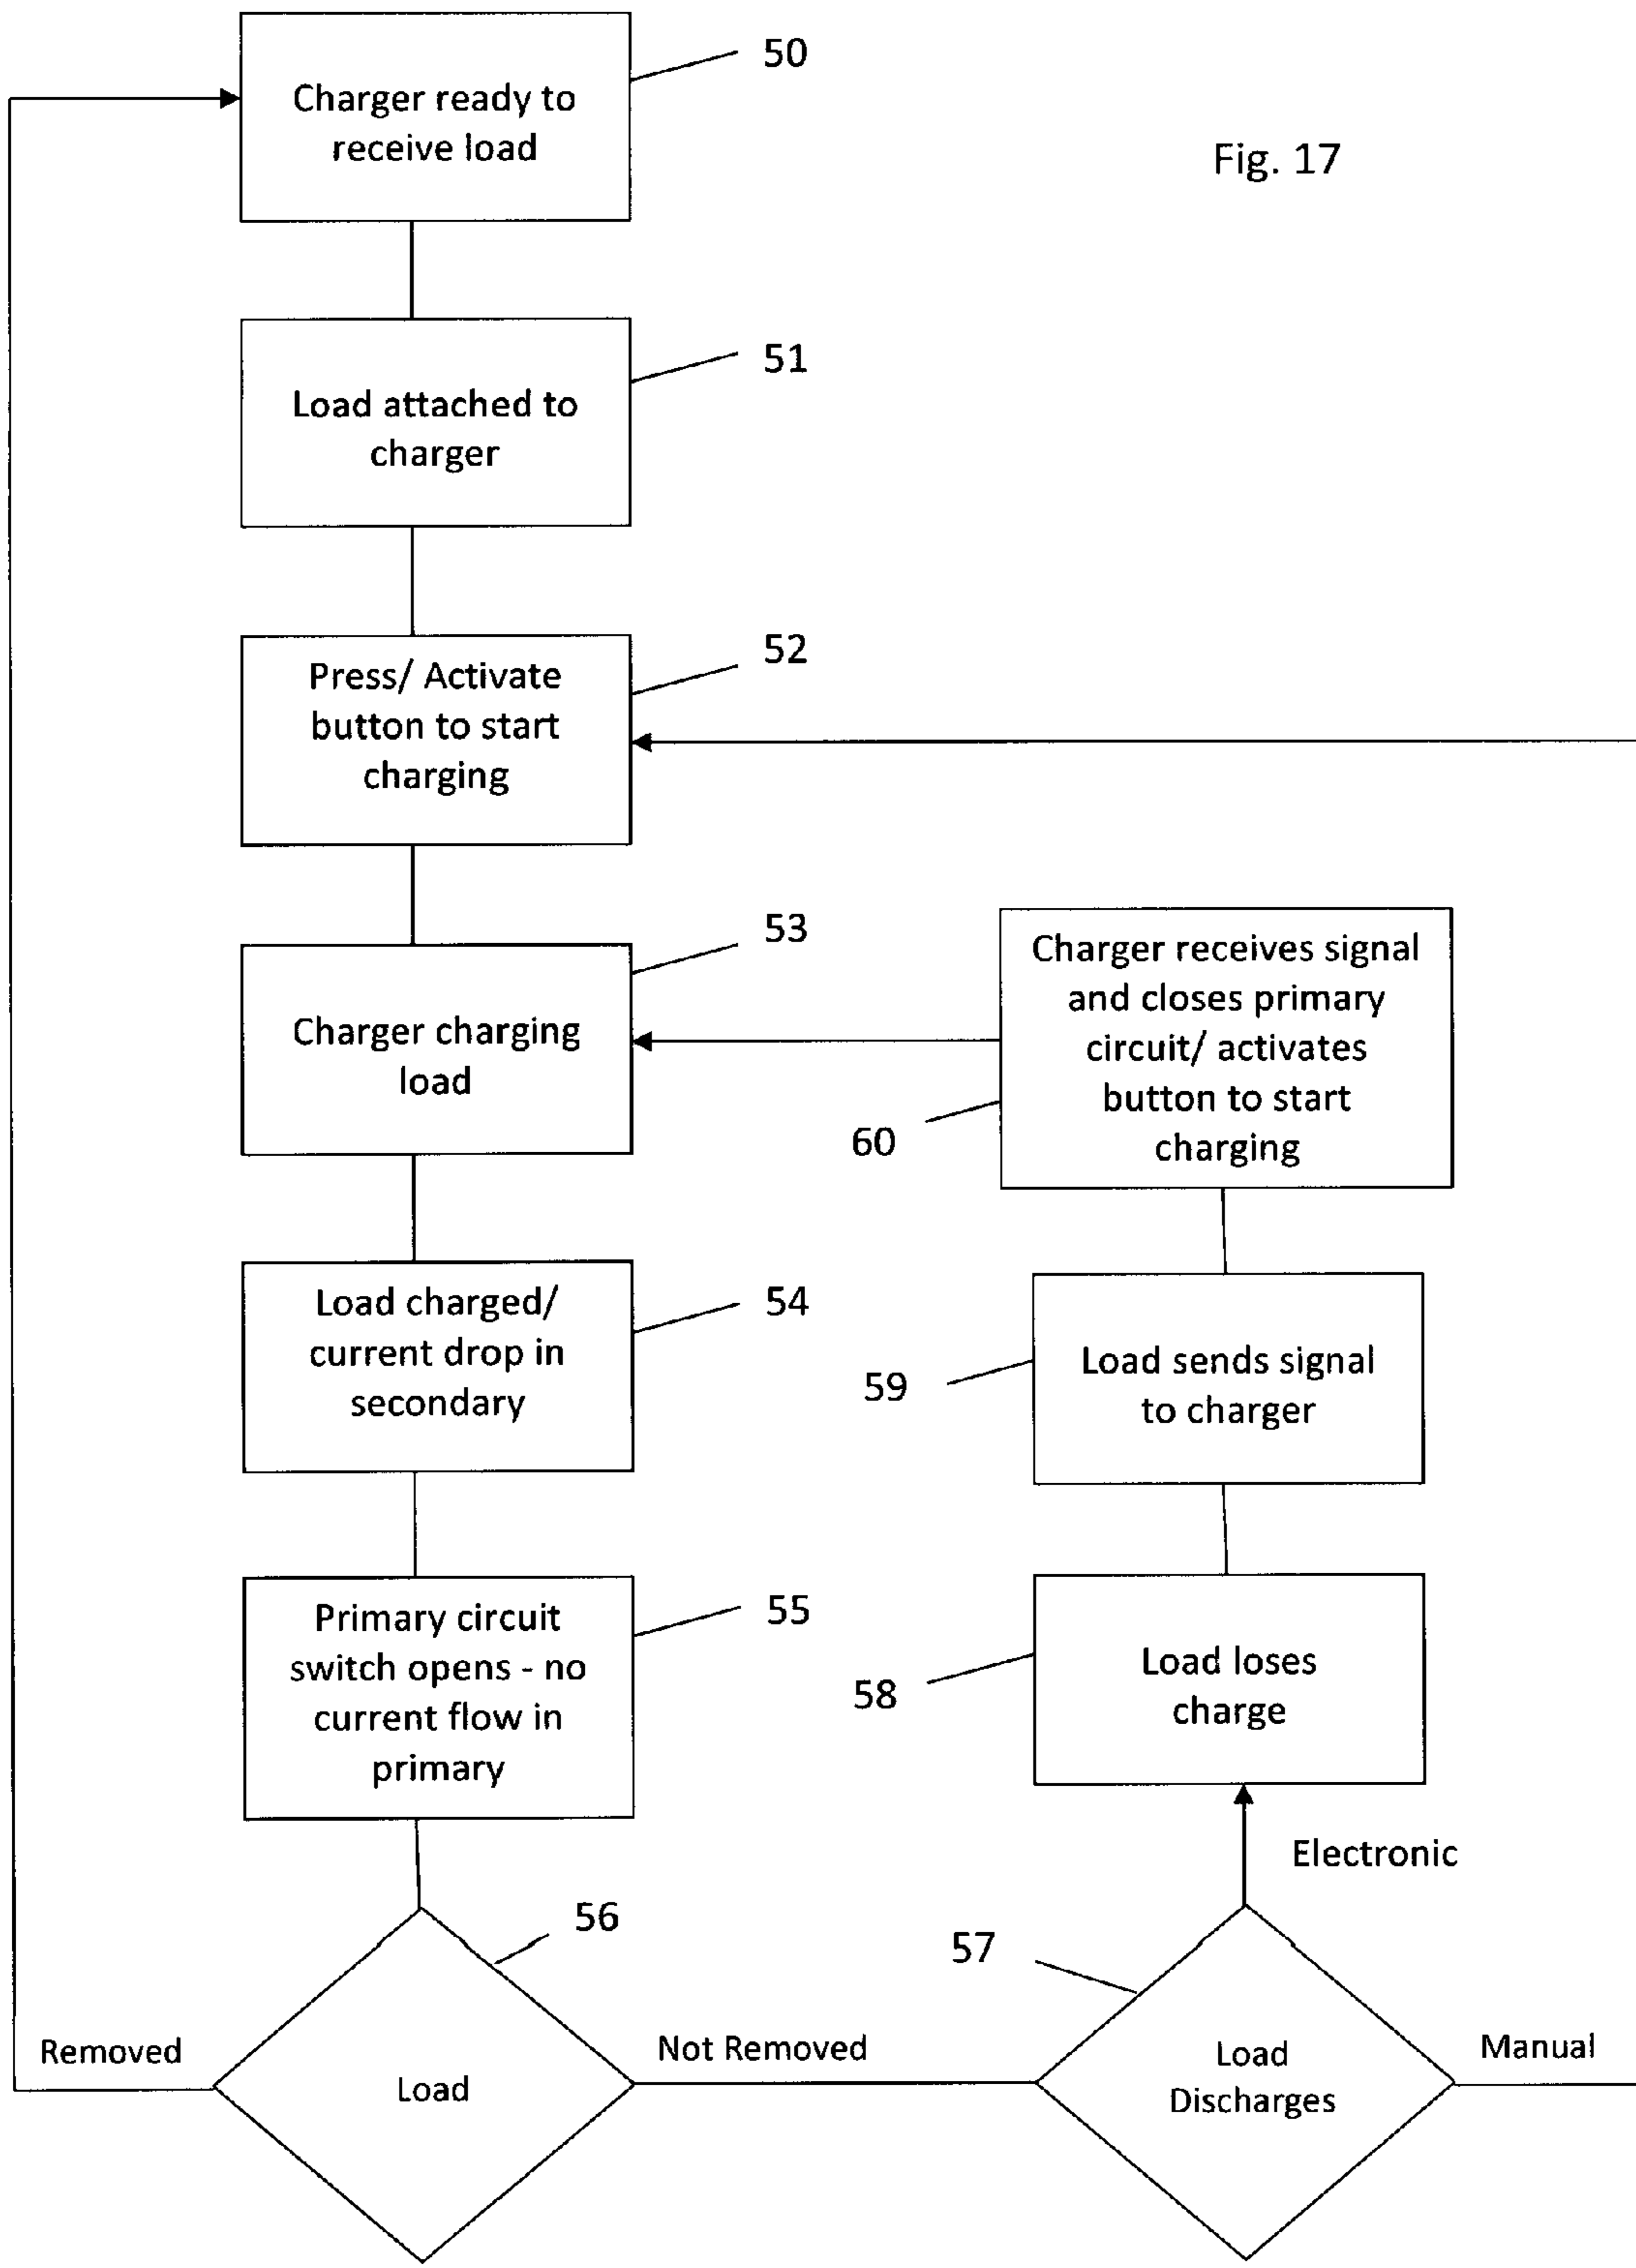 50
Charger ready to
receive load
Fig. 17
51
Load attached to
charger
52
Press/ Activate
button to start
charging
53
Charger charging
load
Charger receives signal
and closes primary
circuit/ activates
button to start
charging
60
54
Load charged/
current drop in
secondary
59
Load sends signal
to charger
55
Primary circuit
switch opens - no
current flow in
primary
58
Load loses
charge
Electronic
56
57
Removed
Load
Not Removed
Load
Discharges
Manual